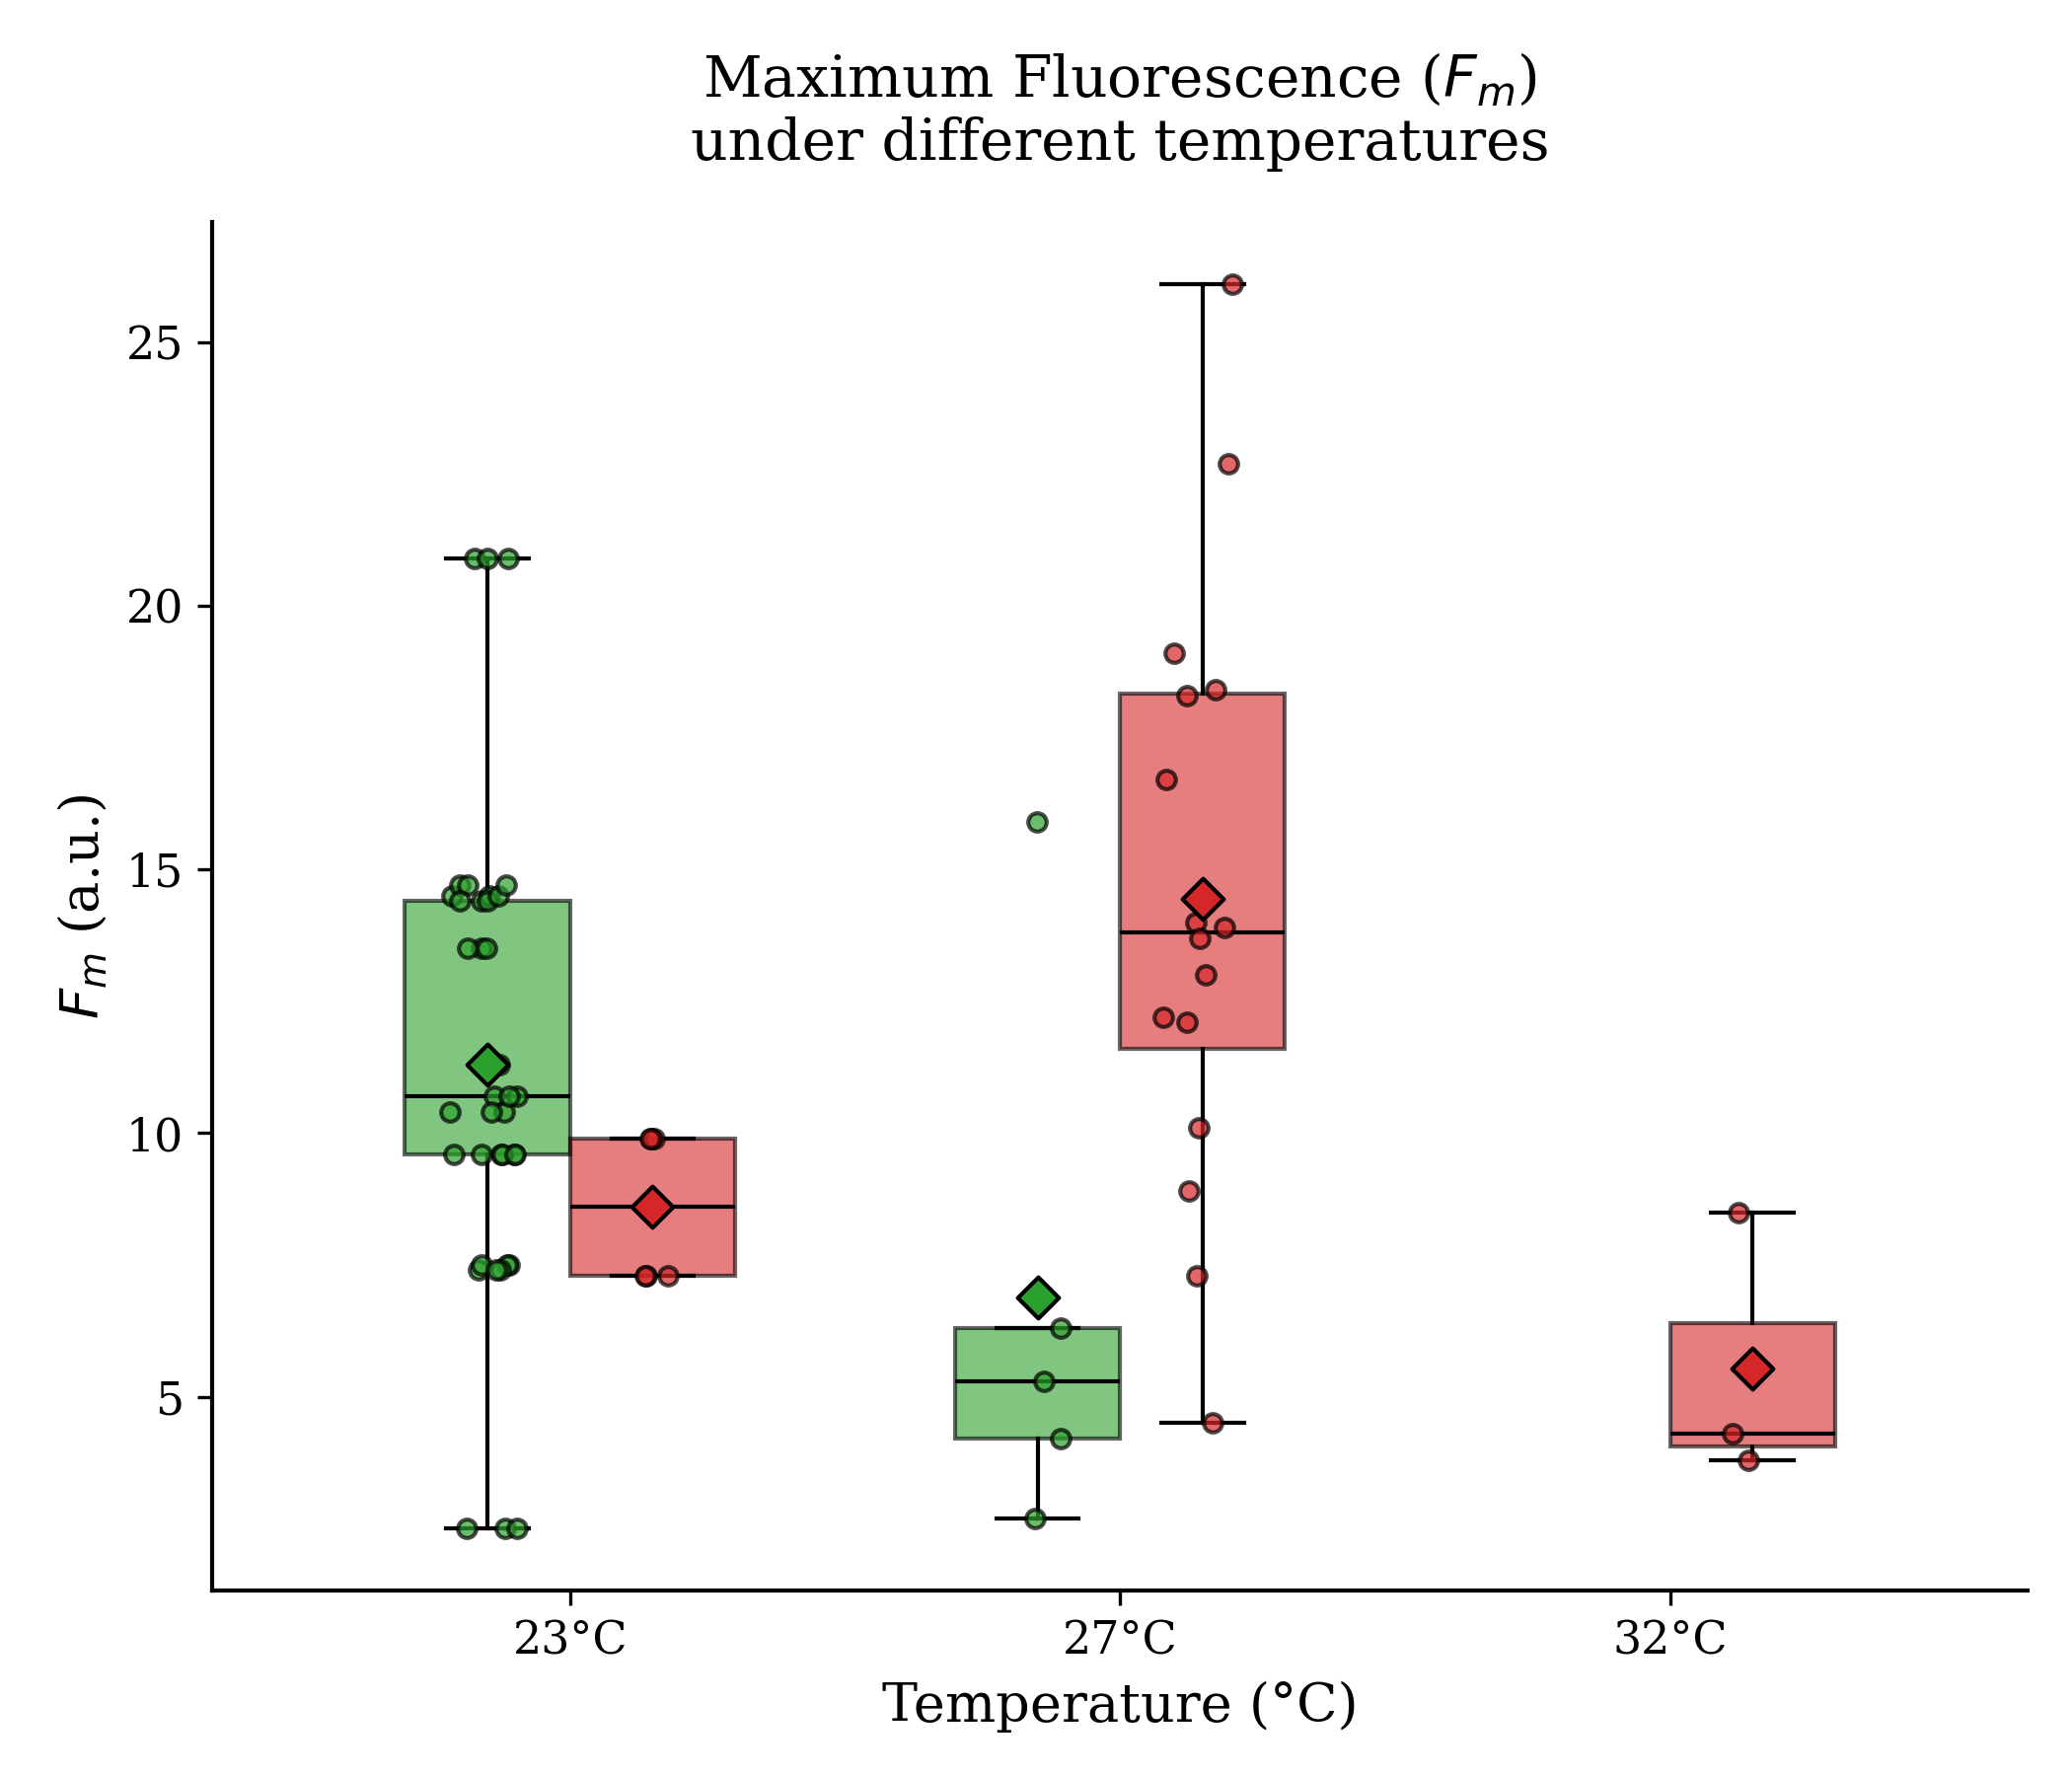 Maximum Fluorescence (Fₘ)
under different temperatures
Fₘ (a.u.)
25
20
15
10
5
23°C
27°C
32°C
Temperature (°C)